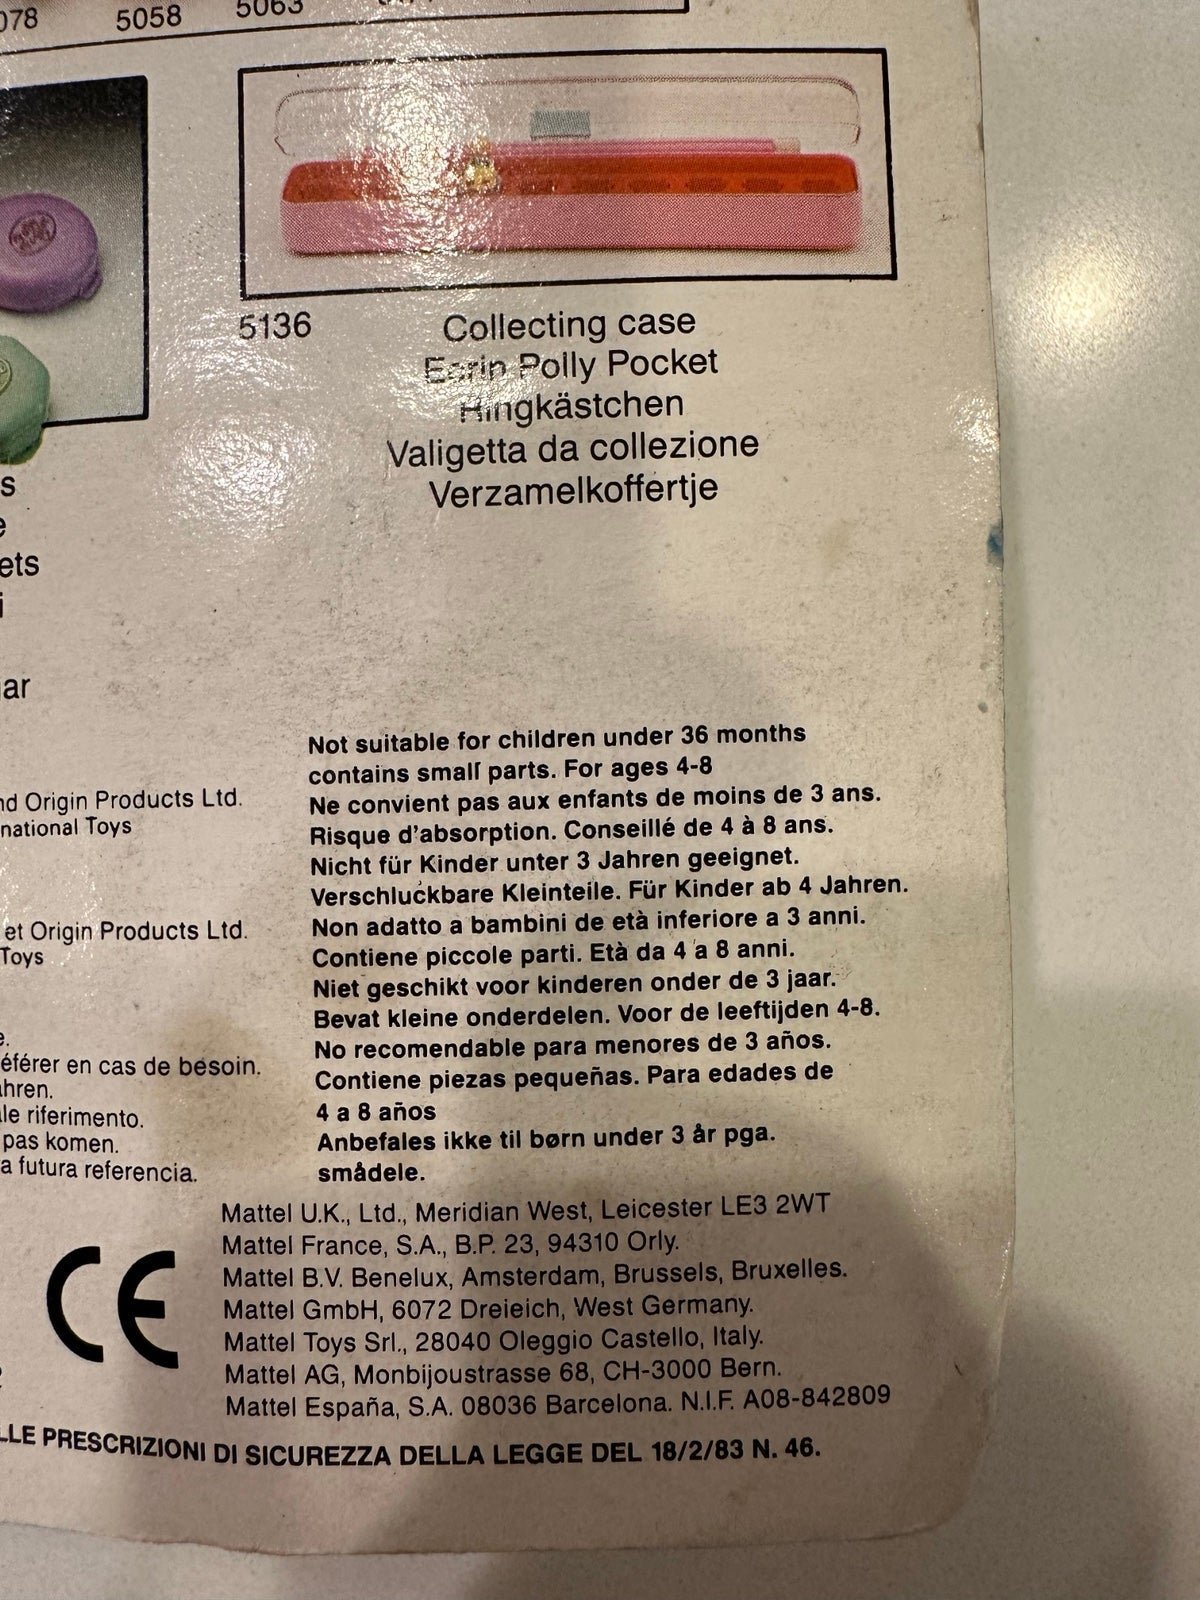 078 5058 5063
5136
Collecting case
Ecrin Polly Pocket
Ringkästchen
Valigetta da collezione
Verzamelkoffertje
s
e
ets
i
ar
nd Origin Products Ltd.
national Toys
et Origin Products Ltd.
Toys
e.
éférer en cas de besoin.
ahren.
le riferimento.
pas komen.
a futura referencia.
Not suitable for children under 36 months
contains small parts. For ages 4-8
Ne convient pas aux enfants de moins de 3 ans.
Risque d'absorption. Conseillé de 4 à 8 ans.
Nicht für Kinder unter 3 Jahren geeignet.
Verschluckbare Kleinteile. Für Kinder ab 4 Jahren.
Non adatto a bambini de età inferiore a 3 anni.
Contiene piccole parti. Età da 4 a 8 anni.
Niet geschikt voor kinderen onder de 3 jaar.
Bevat kleine onderdelen. Voor de leeftijden 4-8.
No recomendable para menores de 3 años.
Contiene piezas pequeñas. Para edades de
4 a 8 años
Anbefales ikke til børn under 3 år pga.
smådele.
CE
Mattel U.K., Ltd., Meridian West, Leicester LE3 2WT
Mattel France, S.A., B.P. 23, 94310 Orly.
Mattel B.V. Benelux, Amsterdam, Brussels, Bruxelles.
Mattel GmbH, 6072 Dreieich, West Germany.
Mattel Toys Srl., 28040 Oleggio Castello, Italy.
Mattel AG, Monbijoustrasse 68, CH-3000 Bern.
Mattel España, S.A. 08036 Barcelona. N.I.F. A08-842809
LLE PRESCRIZIONI DI SICUREZZA DELLA LEGGE DEL 18/2/83 N. 46.